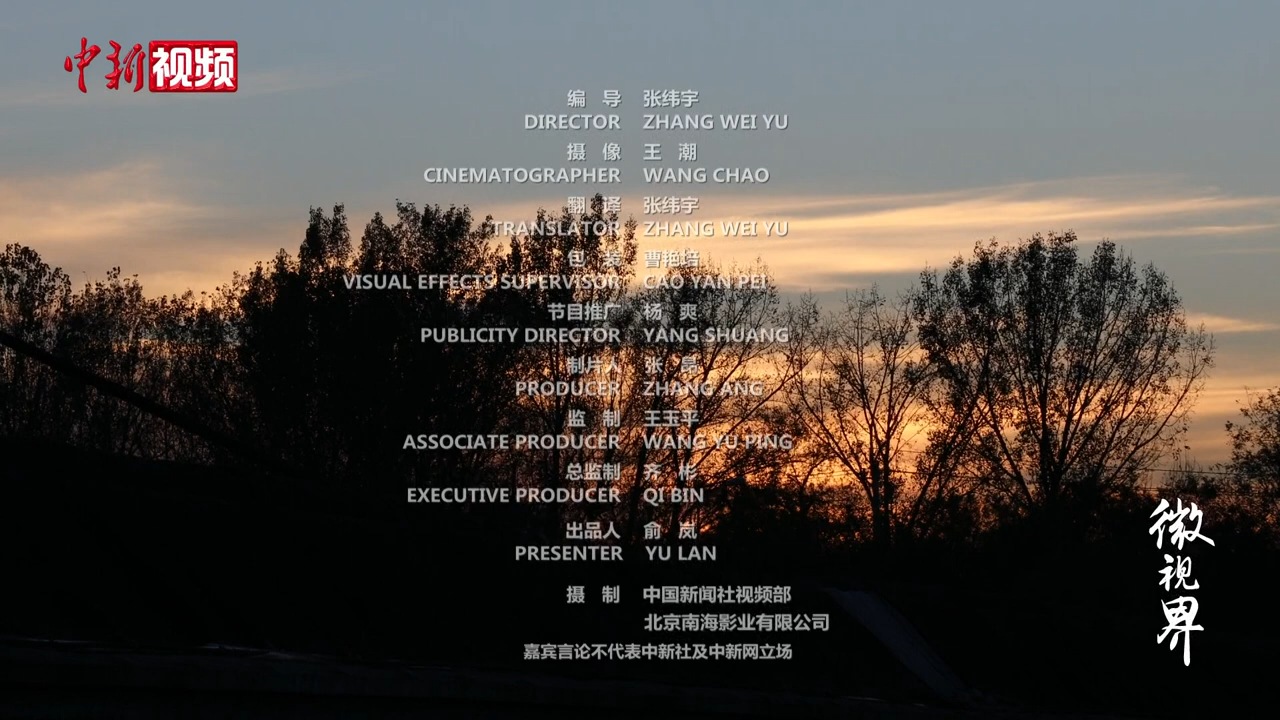 中新视频
编 导 张纬宇
DIRECTOR ZHANG WEI YU
摄 像 王 潮
CINEMATOGRAPHER WANG CHAO
翻 译 张纬宇
TRANSLATOR ZHANG WEI YU
包 装 曹艳培
VISUAL EFFECTS SUPERVISOR CAO YAN PEI
节目推广 杨 爽
PUBLICITY DIRECTOR YANG SHUANG
制片人 张 昂
PRODUCER ZHANG ANG
监 制 王玉平
ASSOCIATE PRODUCER WANG YU PING
总监制 齐 彬
EXECUTIVE PRODUCER QI BIN
出品人 俞 岚
PRESENTER YU LAN
摄 制 中国新闻社视频部
北京南海影业有限公司
嘉宾言论不代表中新社及中新网立场
微视界